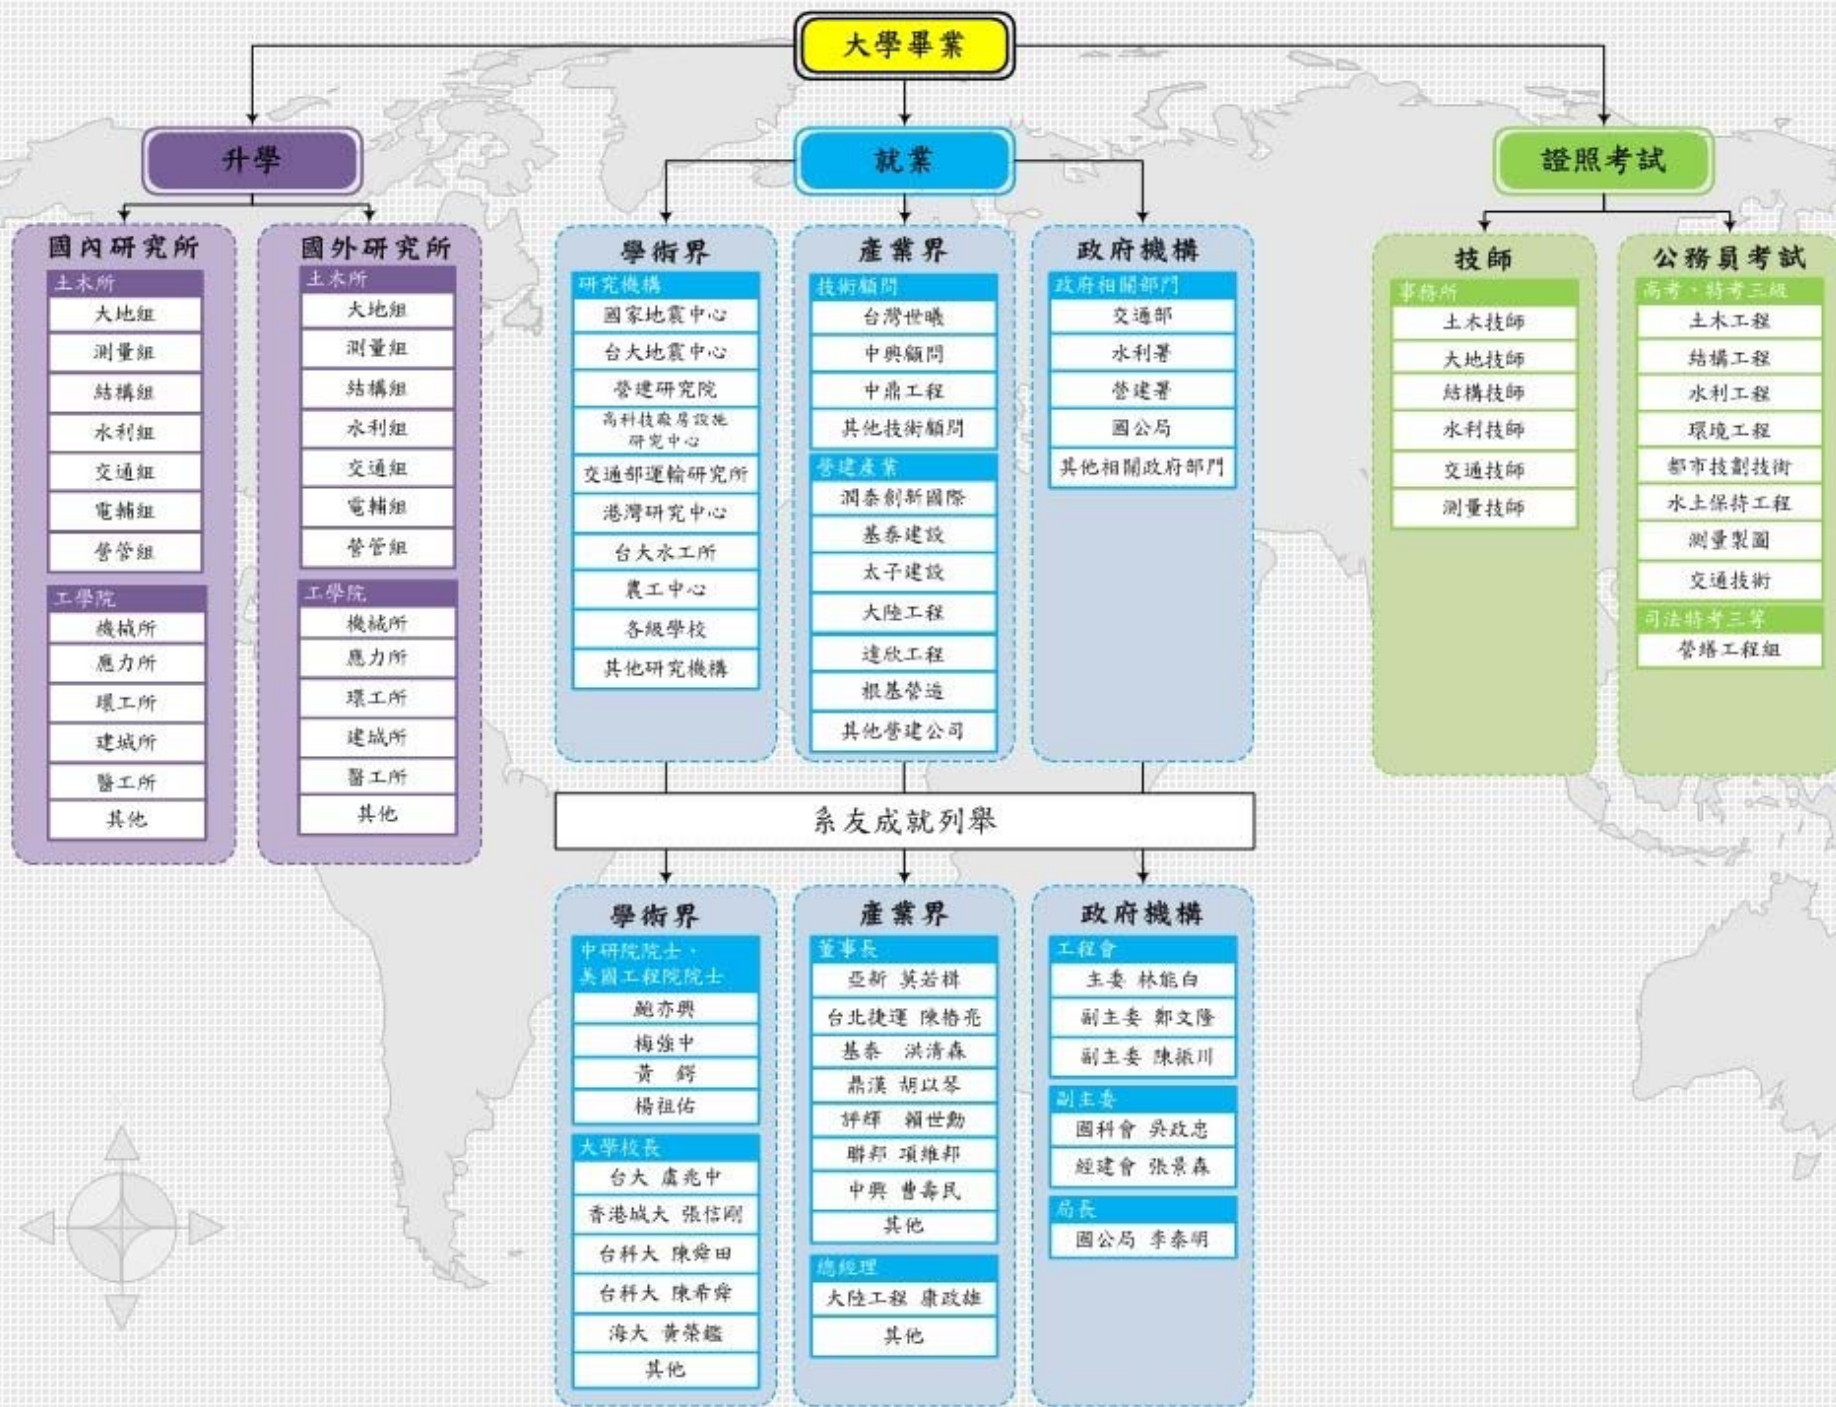 大學畢業
升學
就業
證照考試
國內研究所
土木所
大地組
測量組
結構組
水利組
交通組
電輔組
營管組
工學院
機械所
應力所
環工所
建城所
醫工所
其他
國外研究所
土木所
大地組
測量組
結構組
水利組
交通組
電輔組
營管組
工學院
機械所
應力所
環工所
建城所
醫工所
其他
學術界
研究機構
國家地震中心
台大地震中心
營建研究院
高科技廠房設施
研究中心
交通部運輸研究所
港灣研究中心
台大水工所
農工中心
各級學校
其他研究機構
產業界
技術顧問
台灣世曦
中興顧問
中鼎工程
其他技術顧問
營建產業
潤泰創新國際
基泰建設
太子建設
大陸工程
達欣工程
根基營造
其他營建公司
政府機構
政府相關部門
交通部
水利署
營建署
國公局
其他相關政府部門
技師
事務所
土木技師
大地技師
結構技師
水利技師
交通技師
測量技師
公務員考試
高考、特考三級
土木工程
結構工程
水利工程
環境工程
都市技劃技術
水土保持工程
測量製圖
交通技術
司法特考三等
營繕工程組
系友成就列舉
學術界
中研院院士、
美國工程院院士
鮑亦興
梅強中
黃 鍔
楊祖佑
大學校長
台大 虞兆中
香港城大 張信剛
台科大 陳舜田
台科大 陳希舜
海大 黃榮鑑
其他
產業界
董事長
亞新 莫若楫
台北捷運 陳椿亮
基泰 洪清森
鼎漢 胡以琴
評輝 賴世勳
聯邦 項維邦
中興 曹壽民
其他
總經理
大陸工程 康政雄
其他
政府機構
工程會
主委 林能白
副主委 鄭文隆
副主委 陳振川
副主委
國科會 吳政忠
經建會 張景森
局長
國公局 李泰明